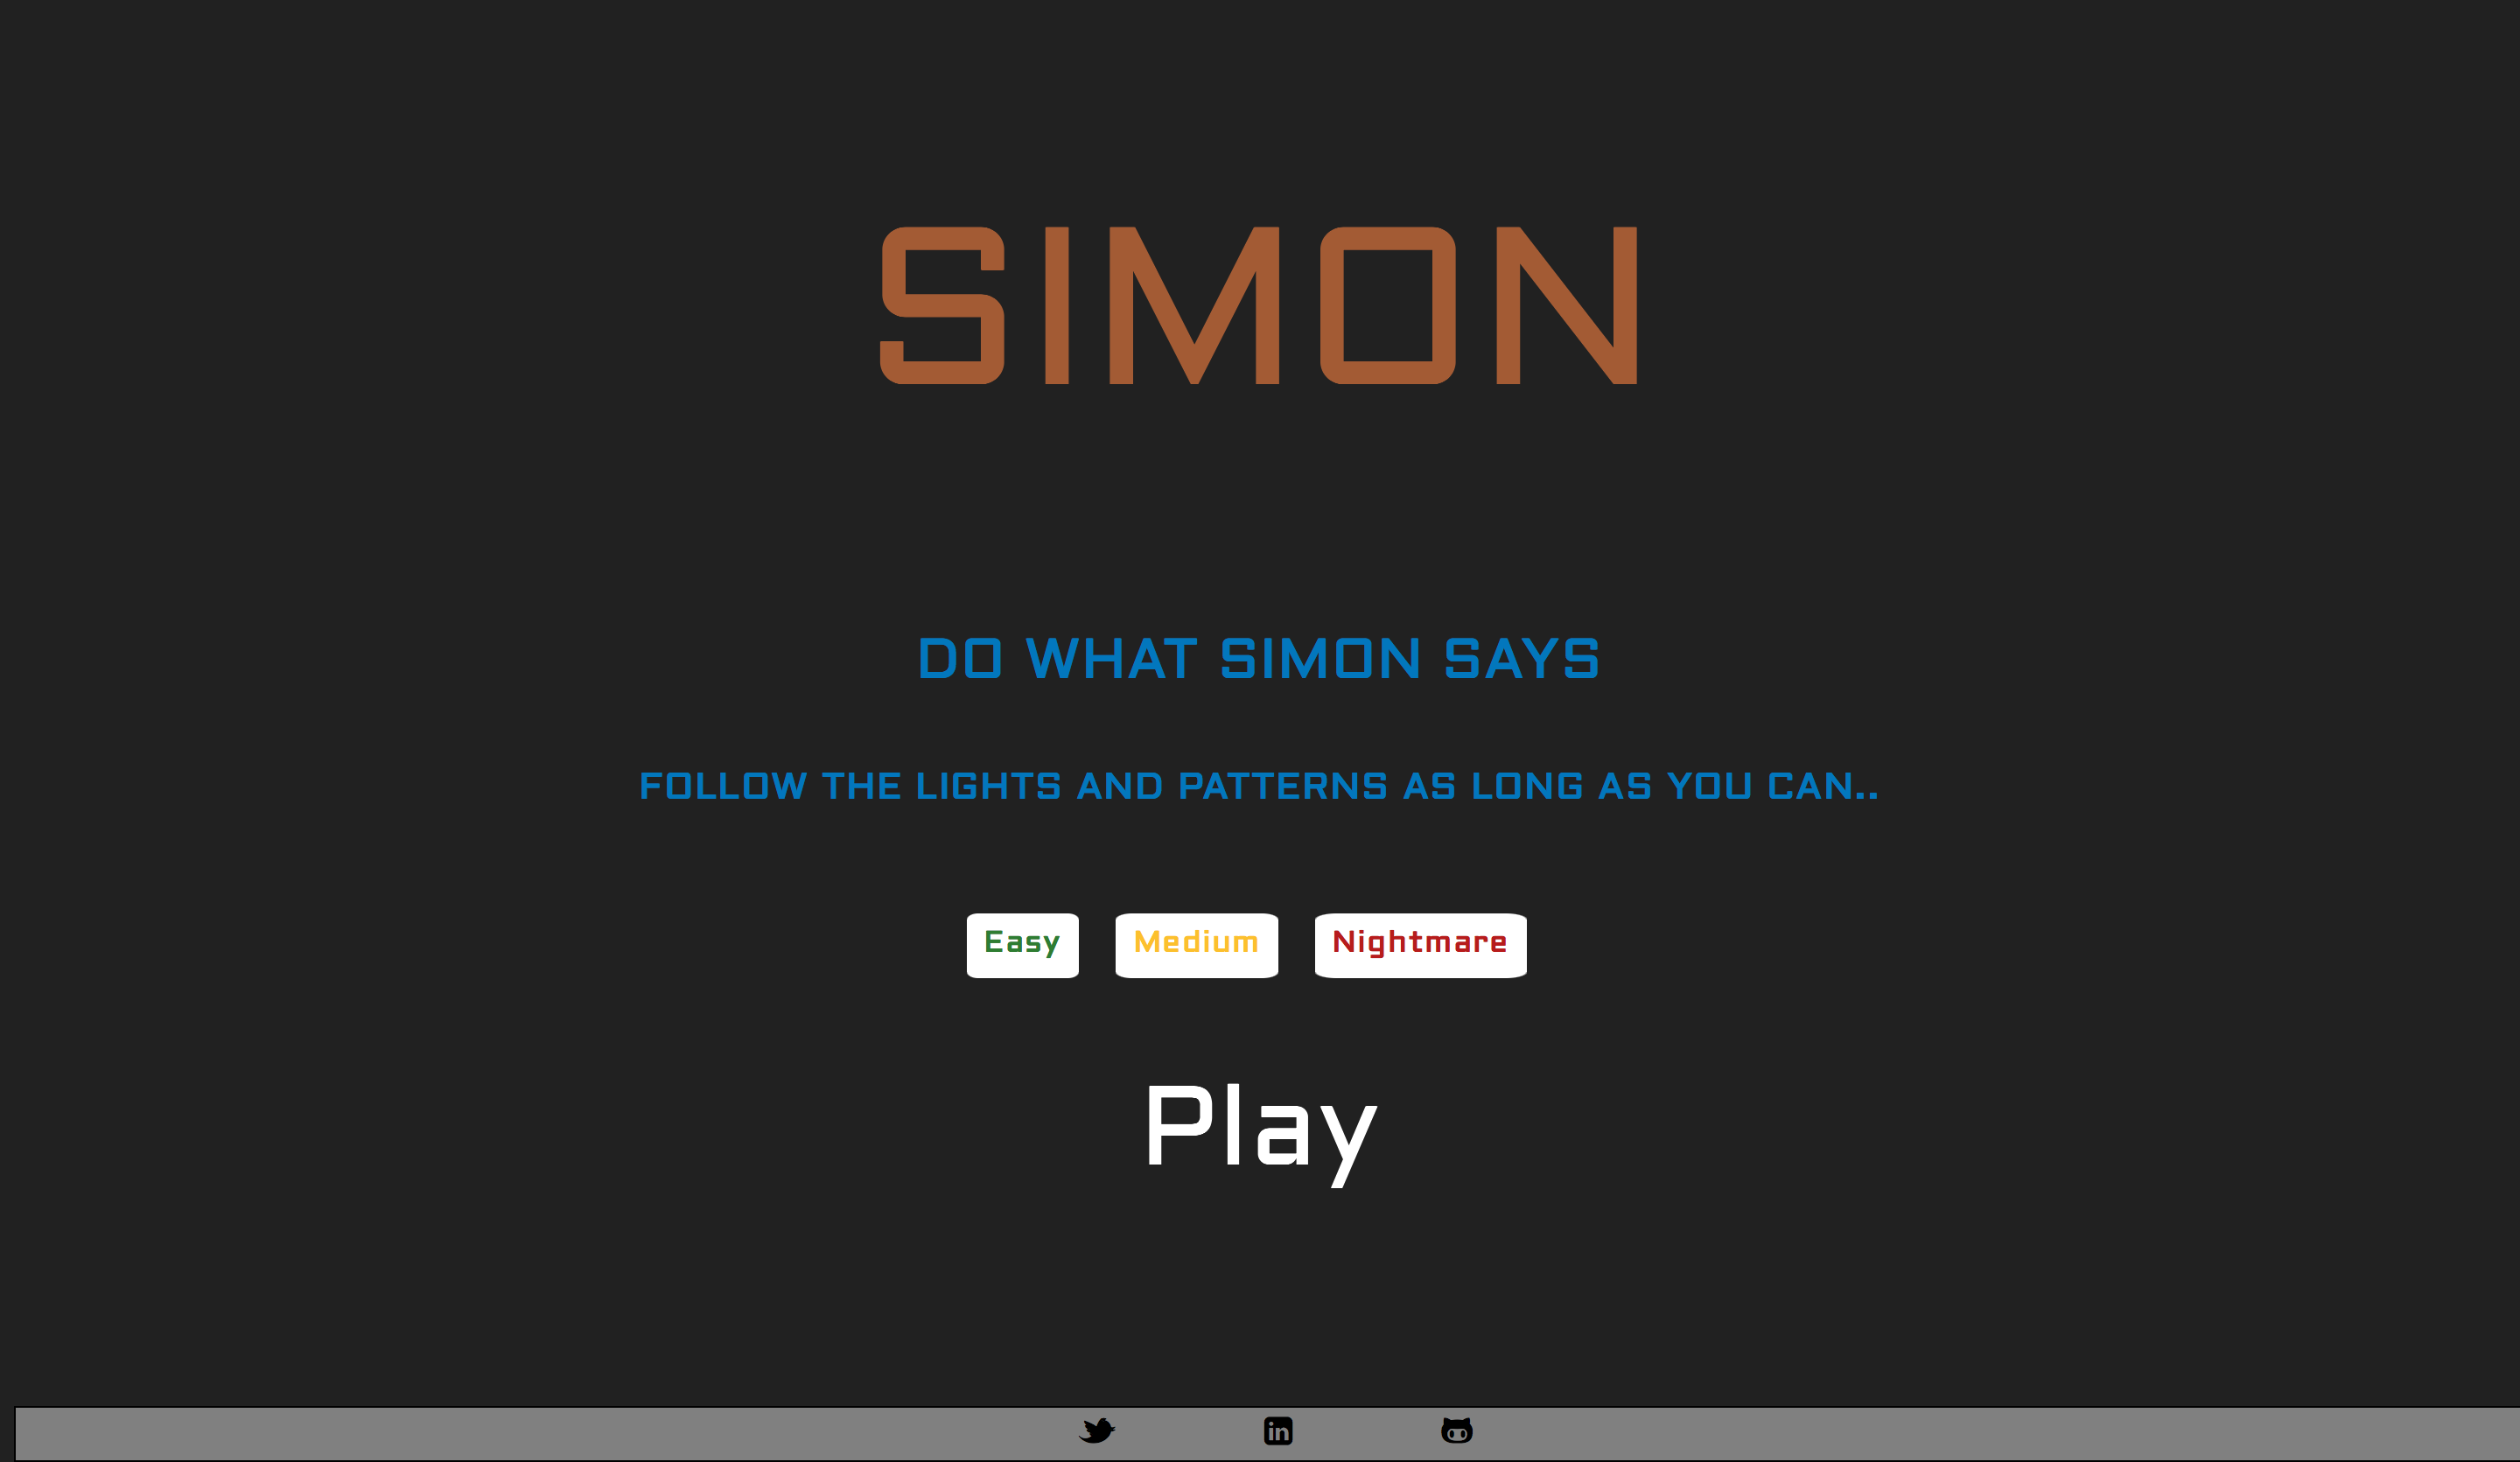 SIMON
DO WHAT SIMON SAYS
FOLLOW THE LIGHTS AND PATTERNS AS LONG AS YOU CAN..
Easy Medium Nightmare
Play
in